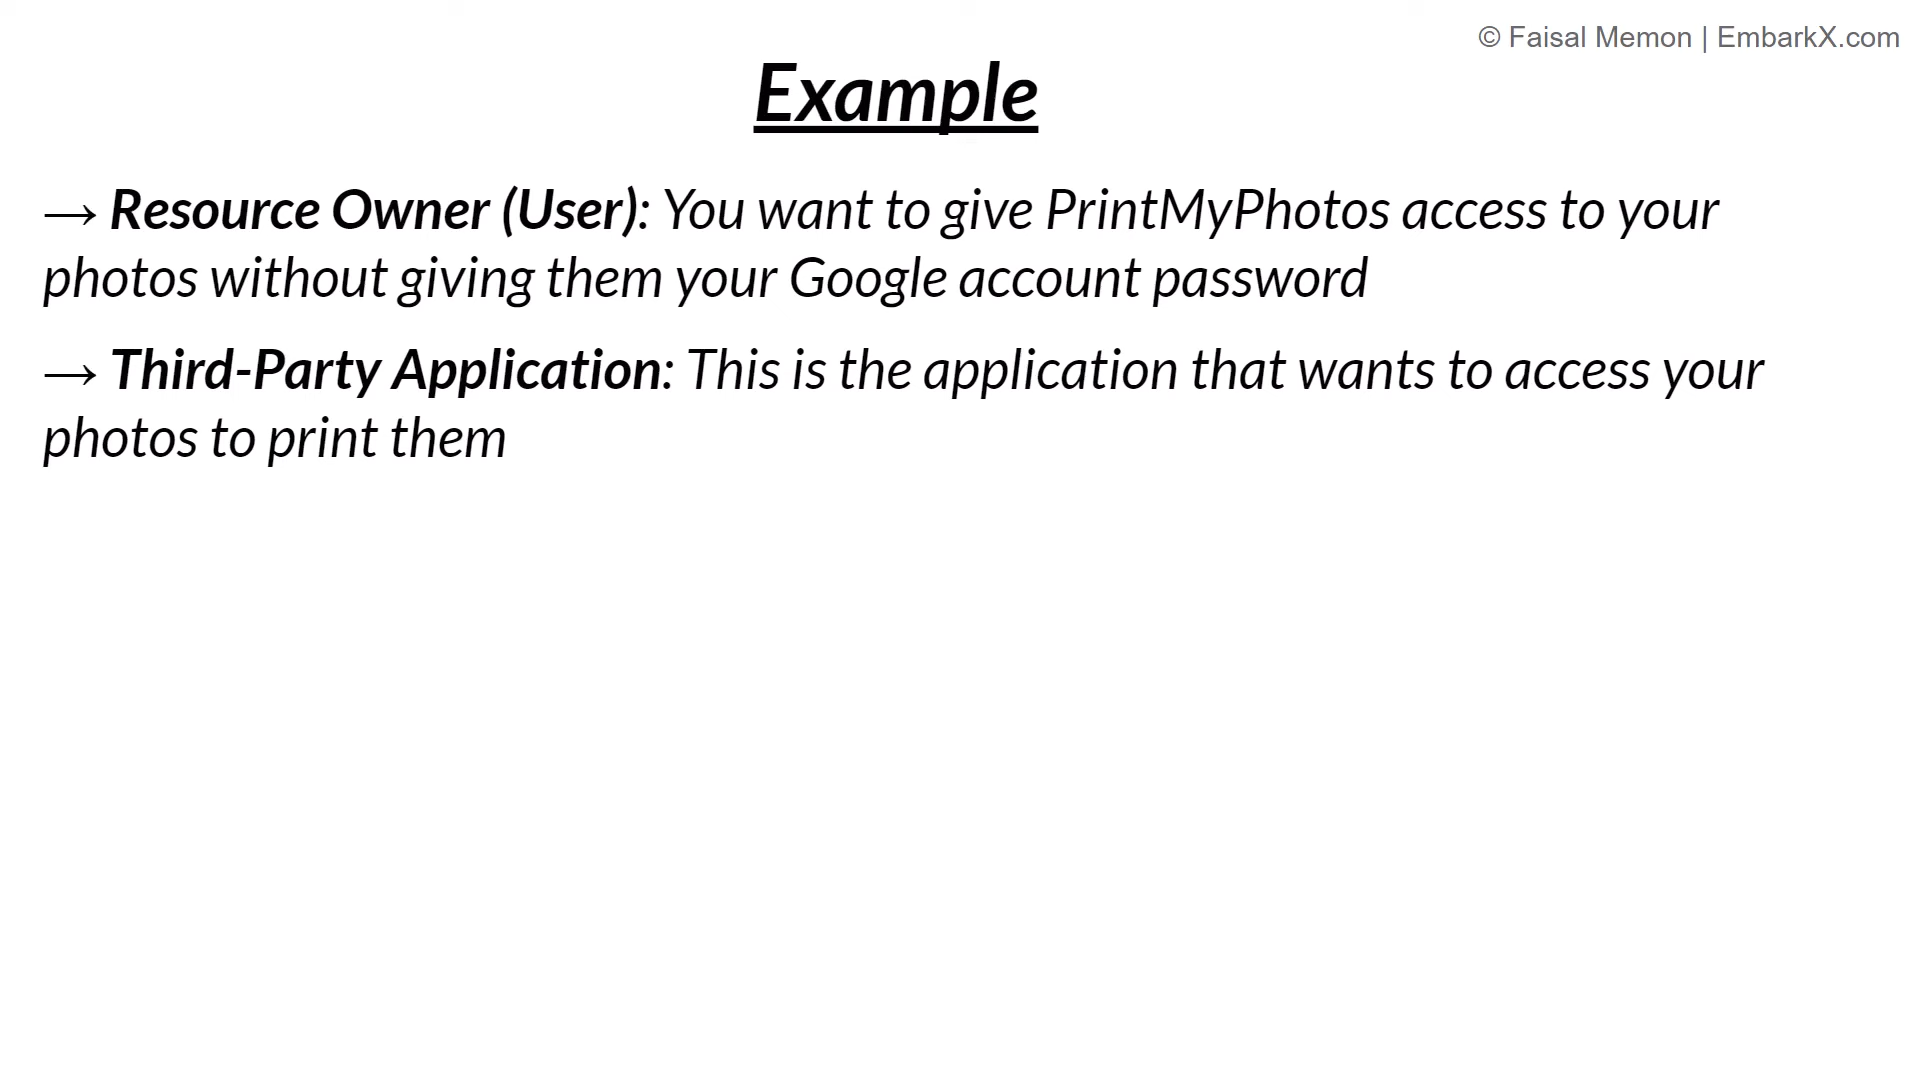 © Faisal Memon | EmbarkX.com
Example
→ Resource Owner (User): You want to give PrintMyPhotos access to your
photos without giving them your Google account password
→ Third-Party Application: This is the application that wants to access your
photos to print them